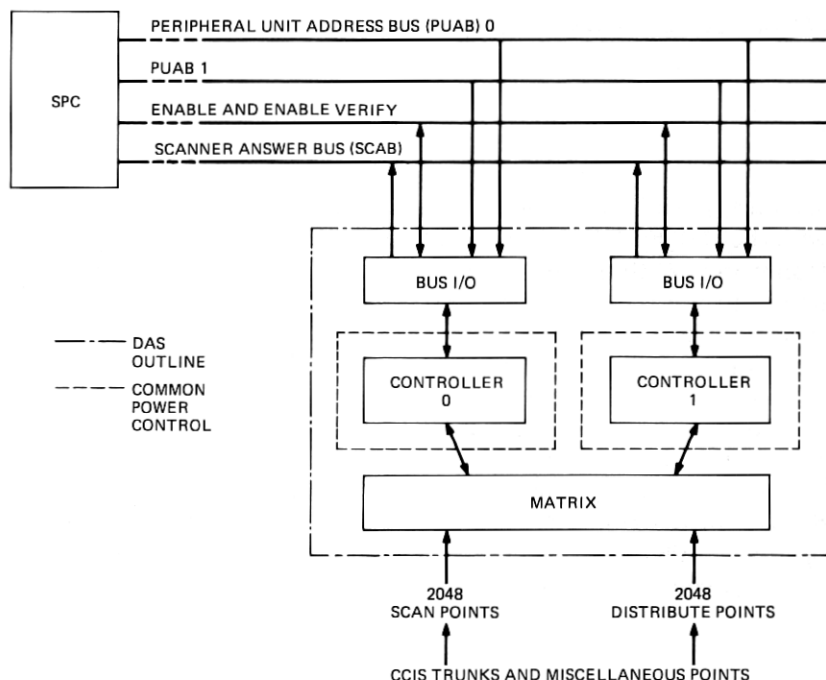 PERIPHERAL UNIT ADDRESS BUS (PUAB) 0
PUAB 1
SPC
ENABLE AND ENABLE VERIFY
SCANNER ANSWER BUS (SCAB)
BUS I/O
BUS I/O
DAS
OUTLINE
COMMON
POWER
CONTROL
CONTROLLER
0
CONTROLLER
1
MATRIX
2048
SCAN POINTS
2048
DISTRIBUTE POINTS
CCIS TRUNKS AND MISCELLANEOUS POINTS